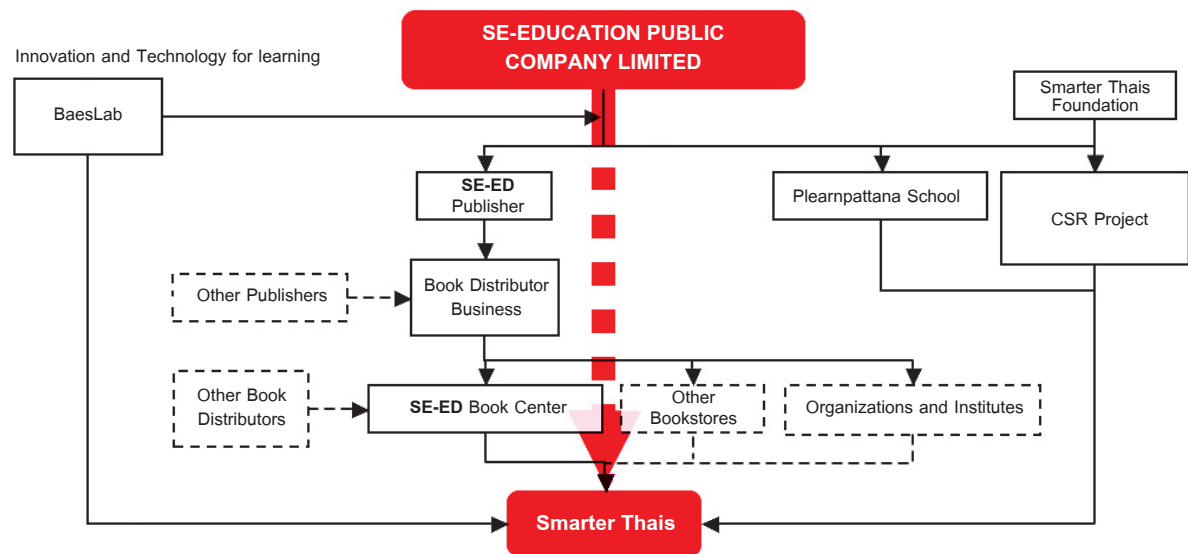 SE-EDUCATION PUBLIC
COMPANY LIMITED
Innovation and Technology for learning
BaesLab
Smarter Thais
Foundation
SE-ED
Publisher
Plearnpattana School
CSR Project
Other Publishers
Book Distributor
Business
Other Book
Distributors
SE-ED Book Center
Other
Bookstores
Organizations and Institutes
Smarter Thais